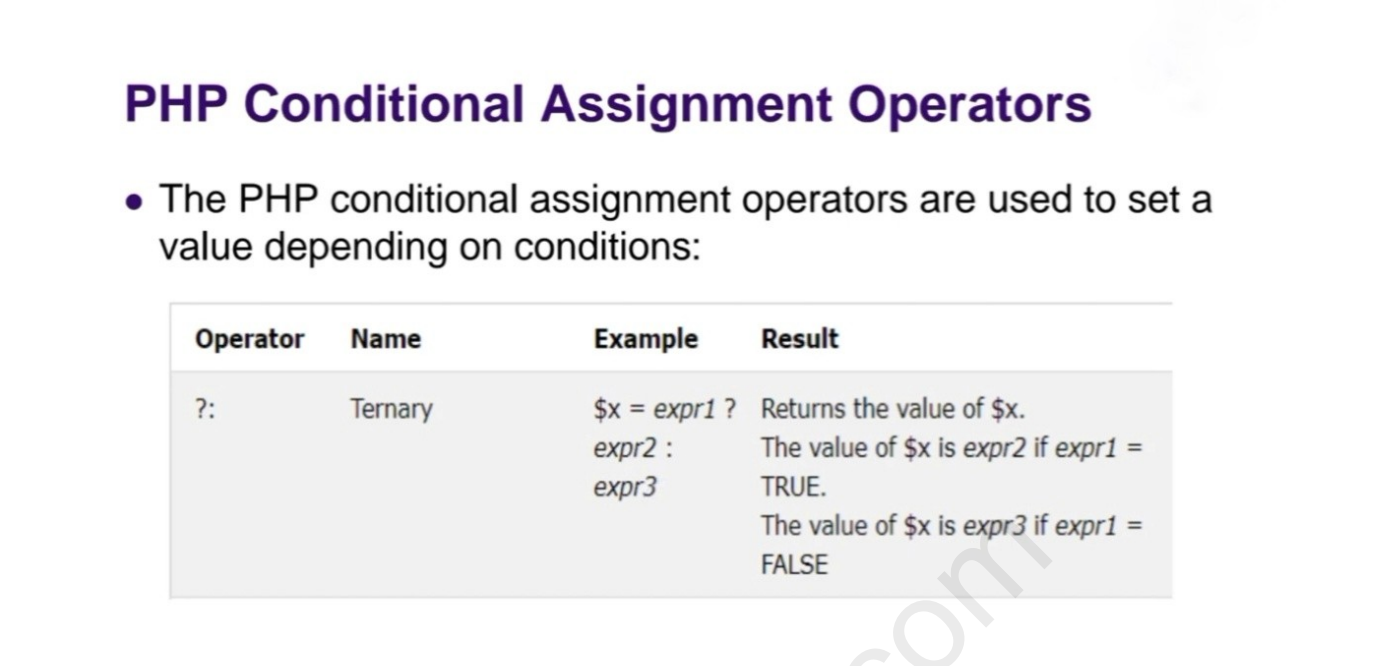 PHP Conditional Assignment Operators
• The PHP conditional assignment operators are used to set a
value depending on conditions:
Operator Name Example Result
?: Ternary $x = expr1 ? Returns the value of $x.
expr2 : The value of $x is expr2 if expr1 =
expr3 TRUE.
The value of $x is expr3 if expr1 =
FALSE
.com